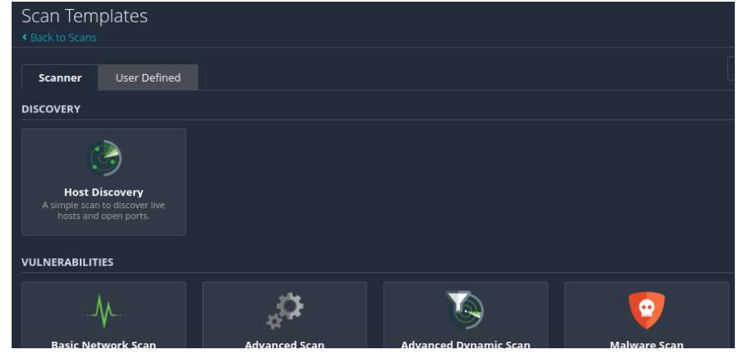 Scan Templates
Back to Scans
Scanner
User Defined
DISCOVERY
Host Discovery
A simple scan to discover live
hosts and open ports.
VULNERABILITIES
Basic Network Scan
Advanced Scan
Advanced Dynamic Scan
Malware Scan